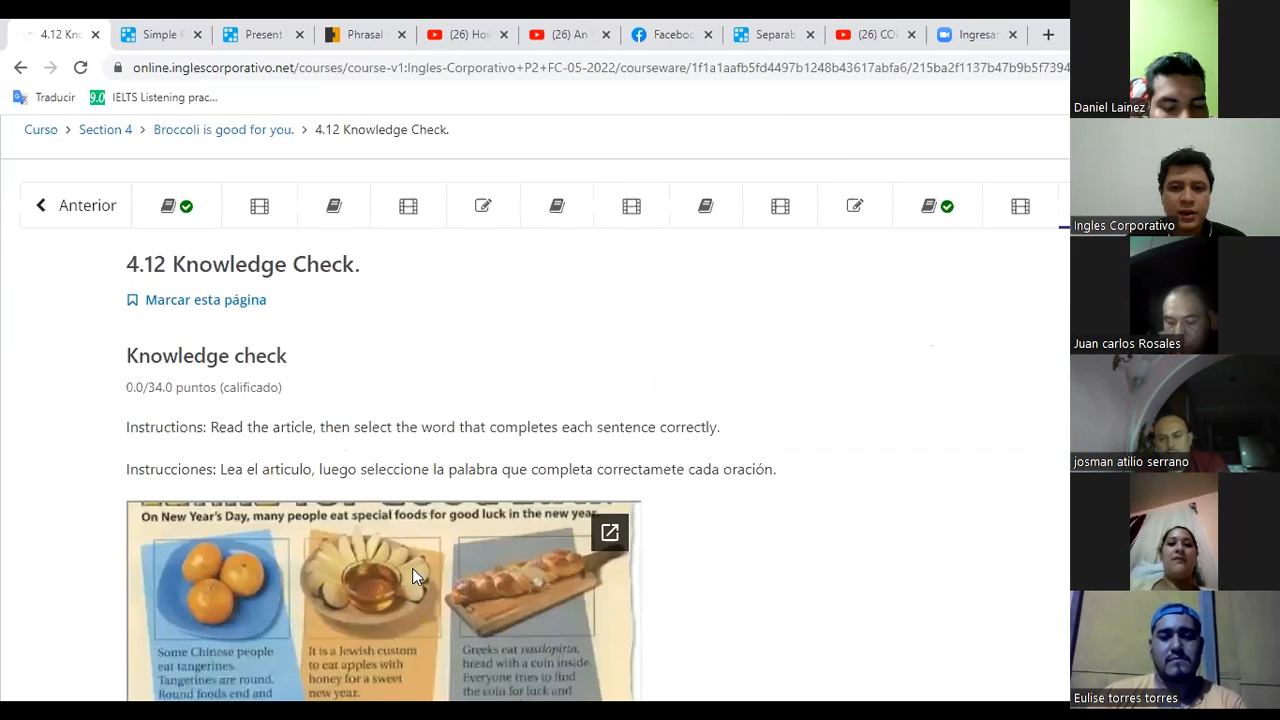 4.12 Kno
Simple
Present
Phrasal
(26) Ho
(26) An
Faceboo
Separab
(26) CO
Ingresar
online.inglescorporativo.net/courses/course-v1:Ingles-Corporativo+P2+FC-05-2022/courseware/1f1a1aafb5fd4497b1248b43617abfa6/215ba2f1137b47b9b5f7394
Traducir
9.0
IELTS Listening prac...
Curso > Section 4 > Broccoli is good for you. > 4.12 Knowledge Check.
Anterior
4.12 Knowledge Check.
Marcar esta página
Knowledge check
0.0/34.0 puntos (calificado)
Instructions: Read the article, then select the word that completes each sentence correctly.
Instrucciones: Lea el articulo, luego seleccione la palabra que completa correctamete cada oración.
On New Year's Day, many people eat special foods for good luck in the new year.
Some Chinese people
eat tangerines.
Tangerines are round.
Round foods end and
It is a Jewish custom
to eat apples with
honey for a sweet
new year.
Greeks eat vasilopitta,
bread with a coin inside.
Everyone tries to find
the coin for luck and
Daniel Lainez
Ingles Corporativo
Juan carlos Rosales
josman atilio serrano
Eulise torres torres